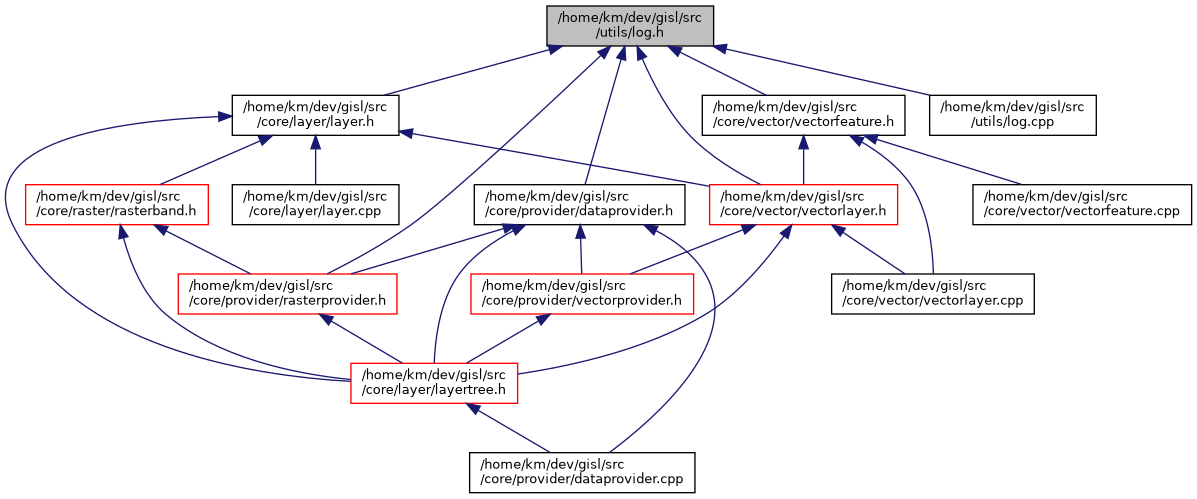 /home/km/dev/gisl/src
/utils/log.h
/home/km/dev/gisl/src
/core/layer/layer.h
/home/km/dev/gisl/src
/core/vector/vectorfeature.h
/home/km/dev/gisl/src
/utils/log.cpp
/home/km/dev/gisl/src
/core/raster/rasterband.h
/home/km/dev/gisl/src
/core/layer/layer.cpp
/home/km/dev/gisl/src
/core/provider/dataprovider.h
/home/km/dev/gisl/src
/core/vector/vectorlayer.h
/home/km/dev/gisl/src
/core/vector/vectorfeature.cpp
/home/km/dev/gisl/src
/core/provider/rasterprovider.h
/home/km/dev/gisl/src
/core/provider/vectorprovider.h
/home/km/dev/gisl/src
/core/vector/vectorlayer.cpp
/home/km/dev/gisl/src
/core/layer/layertree.h
/home/km/dev/gisl/src
/core/provider/dataprovider.cpp